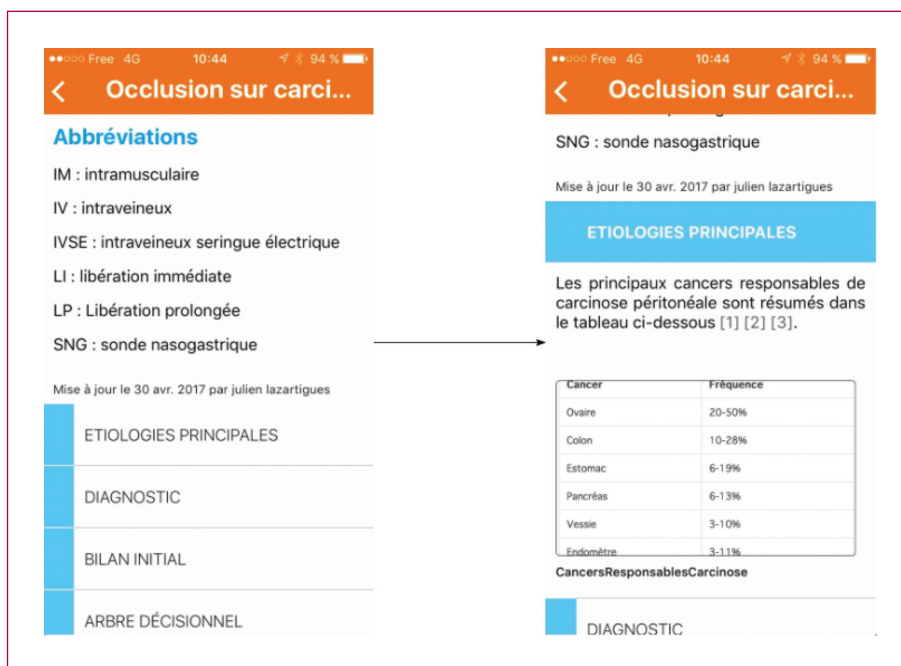 Free 4G 10:44 94 %
Occlusion sur carci...
Abbréviations
IM : intramusculaire
IV : intraveineux
IVSE : intraveineux seringue électrique
LI : libération immédiate
LP : Libération prolongée
SNG : sonde nasogastrique
Mise à jour le 30 avr. 2017 par julien lazartigues
ETIOLOGIES PRINCIPALES
DIAGNOSTIC
BILAN INITIAL
ARBRE DÉCISIONNEL
Free 4G 10:44 94 %
Occlusion sur carci...
SNG : sonde nasogastrique
Mise à jour le 30 avr. 2017 par julien lazartigues
ETIOLOGIES PRINCIPALES
Les principaux cancers responsables de
carcinose péritonéale sont résumés dans
le tableau ci-dessous [1] [2] [3].
Cancer Fréquence
Ovaire 20-50%
Colon 10-28%
Estomac 6-19%
Pancréas 6-13%
Vessie 3-10%
Endomètre 3-11%
CancersResponsablesCarcinose
DIAGNOSTIC